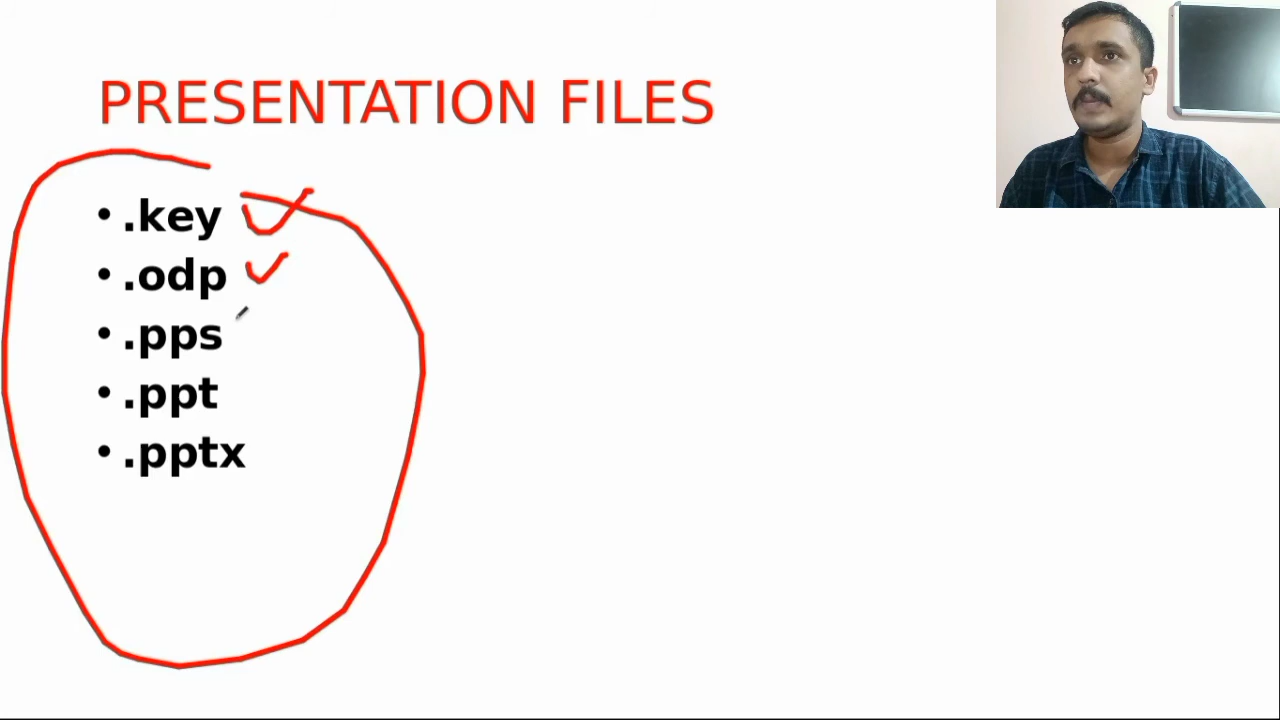 PRESENTATION FILES
• .key
• .odp
• .pps
• .ppt
• .pptx